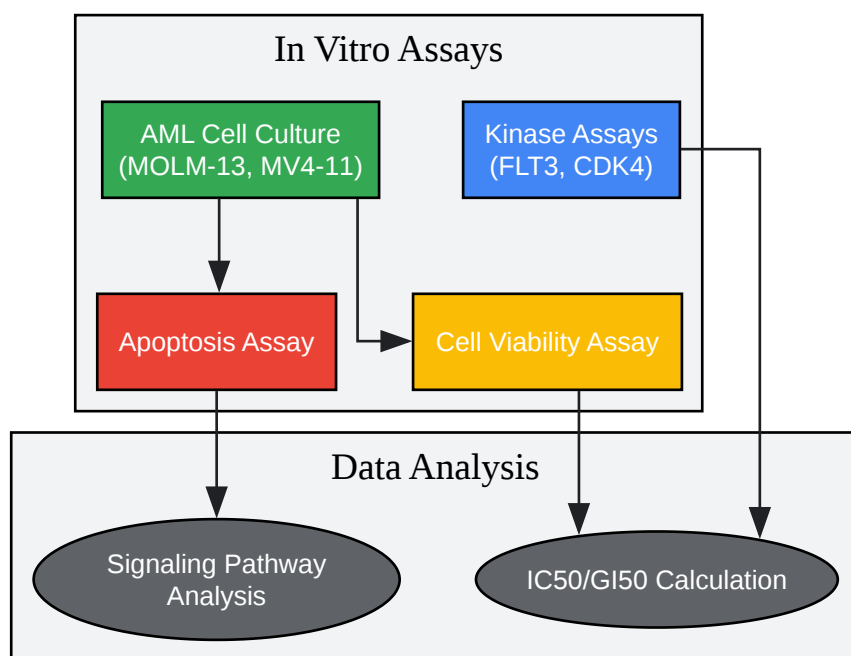 In Vitro Assays
AML Cell Culture
(MOLM-13, MV4-11)
Kinase Assays
(FLT3, CDK4)
Apoptosis Assay
Cell Viability Assay
Data Analysis
Signaling Pathway
Analysis
IC50/GI50 Calculation